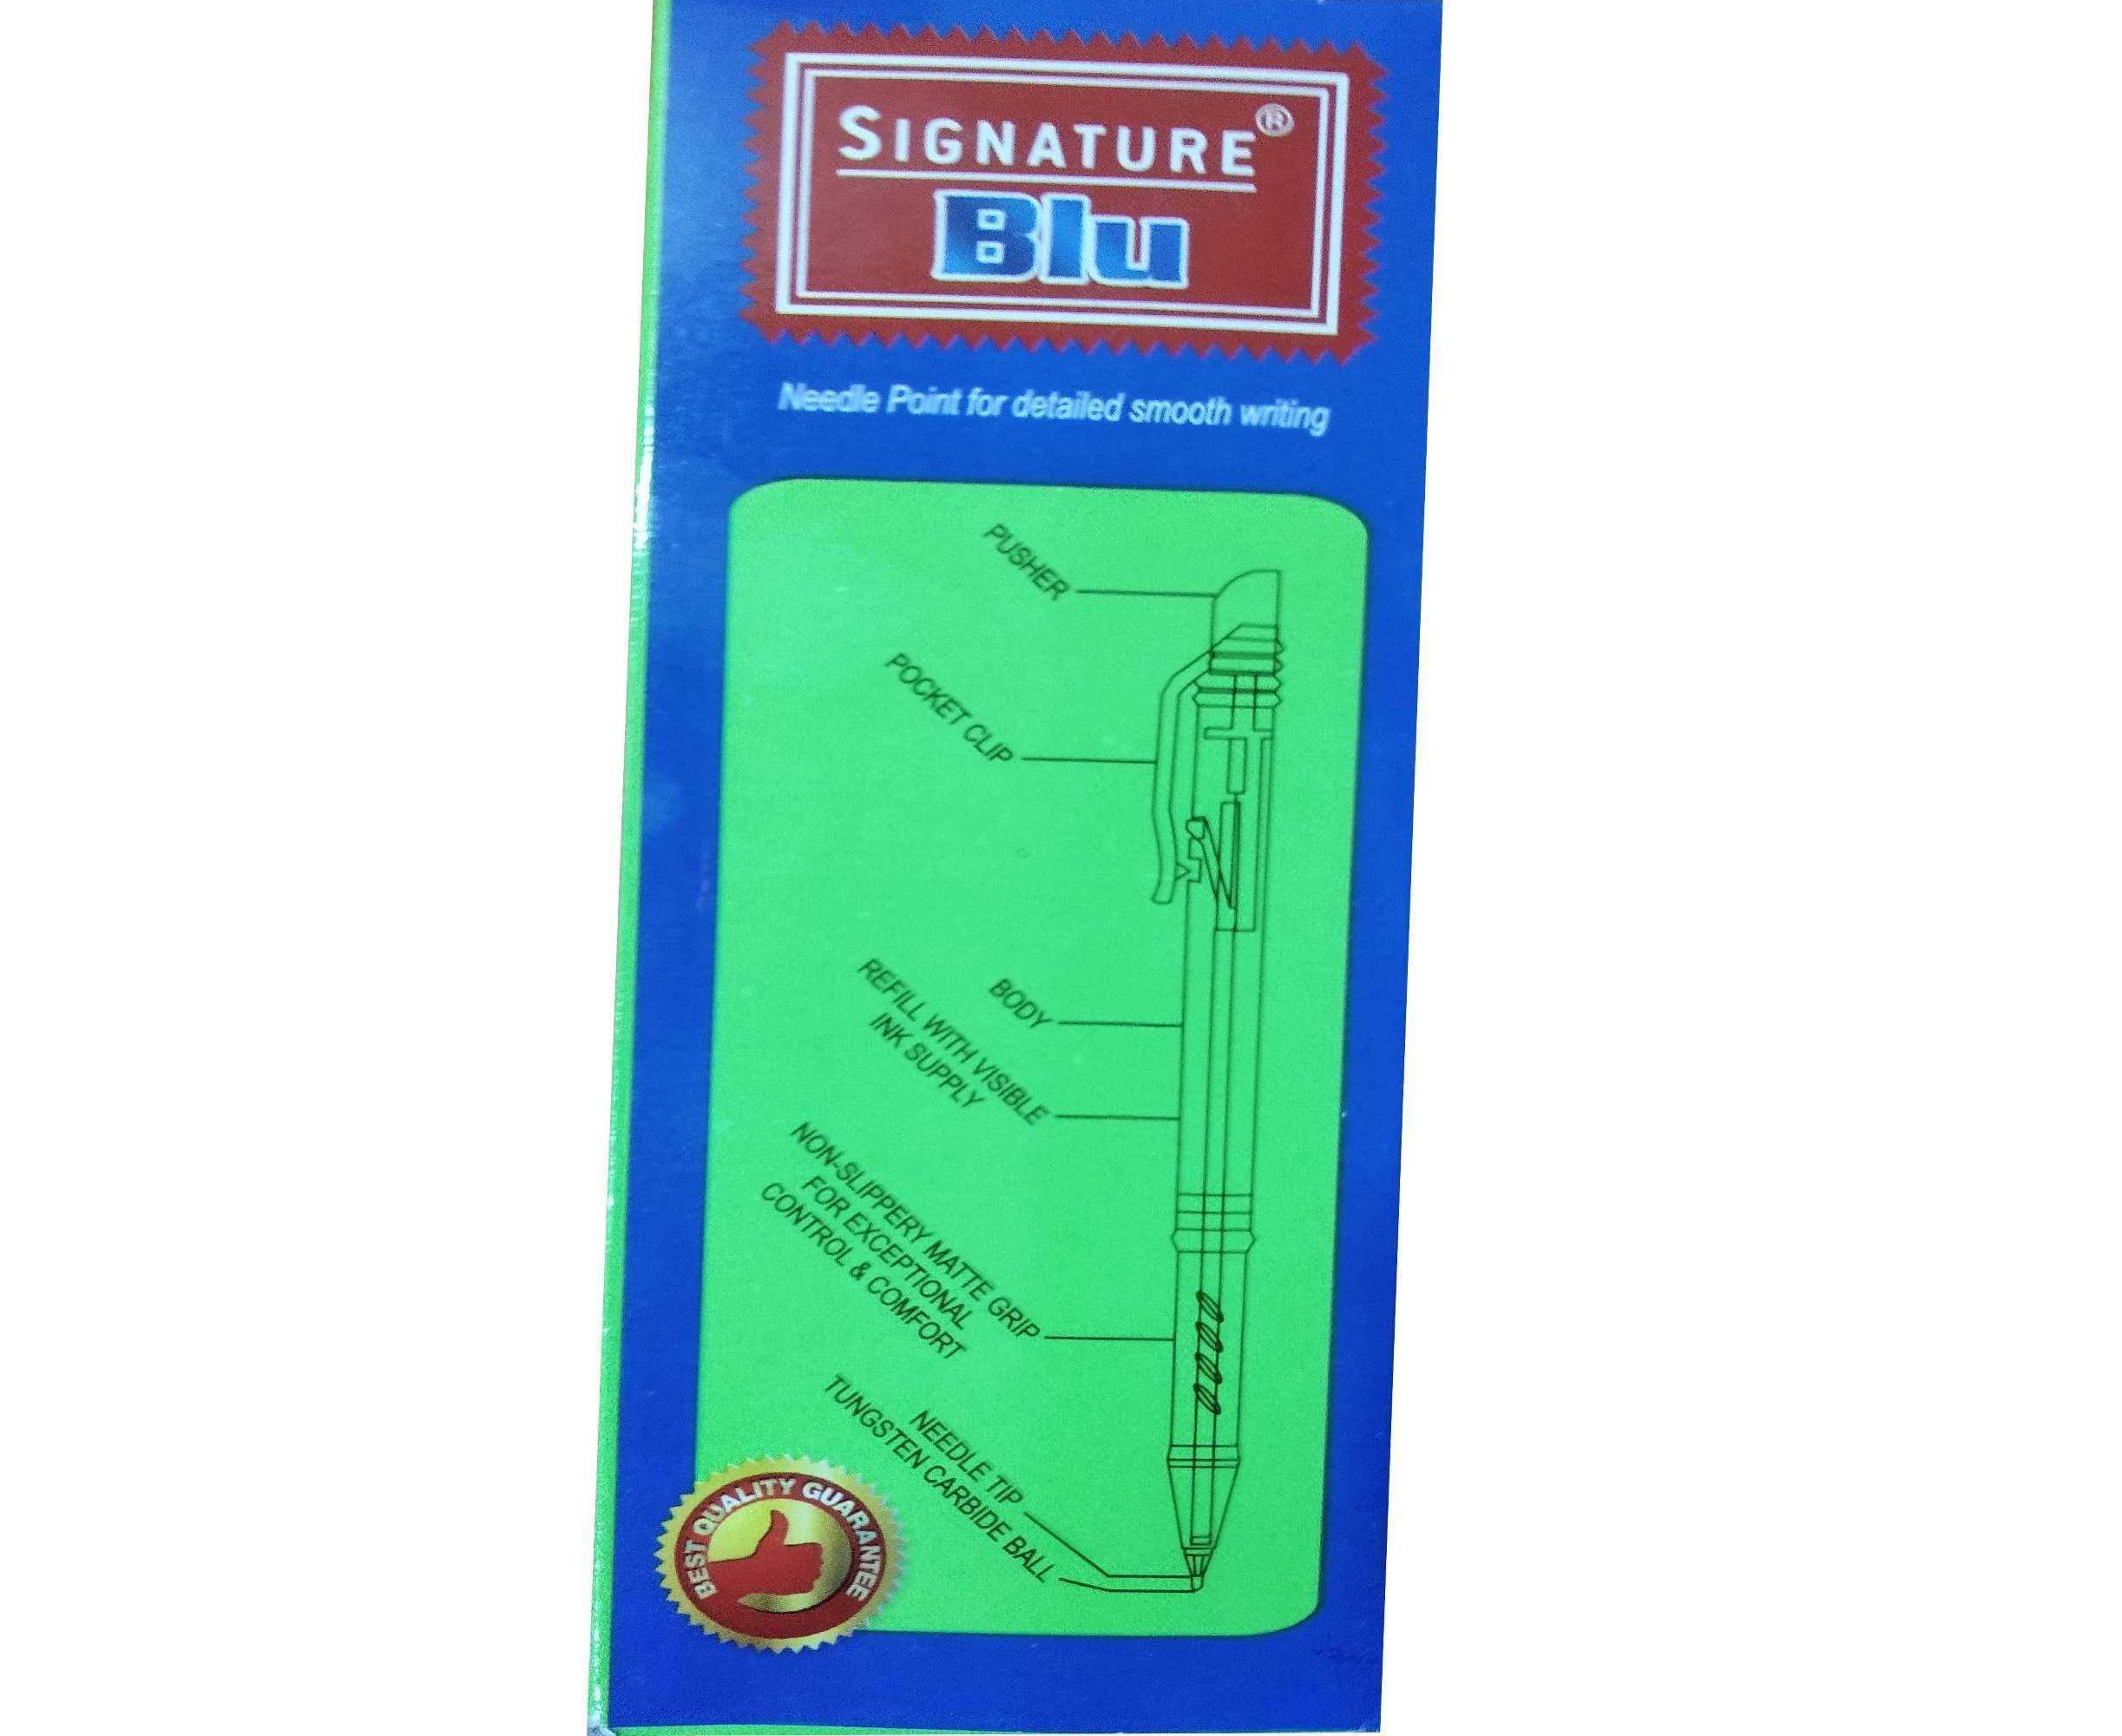 SIGNATURE®
Blu
Needle Point for detailed smooth writing
PUSHER
POCKET CLIP
BODY
REFILL WITH VISIBLE
INK SUPPLY
NON-SLIPPERY MATTE GRIP
FOR EXCEPTIONAL
CONTROL & COMFORT
NEEDLE TIP
TUNGSTEN CARBIDE BALL
BEST QUALITY GUARANTEE